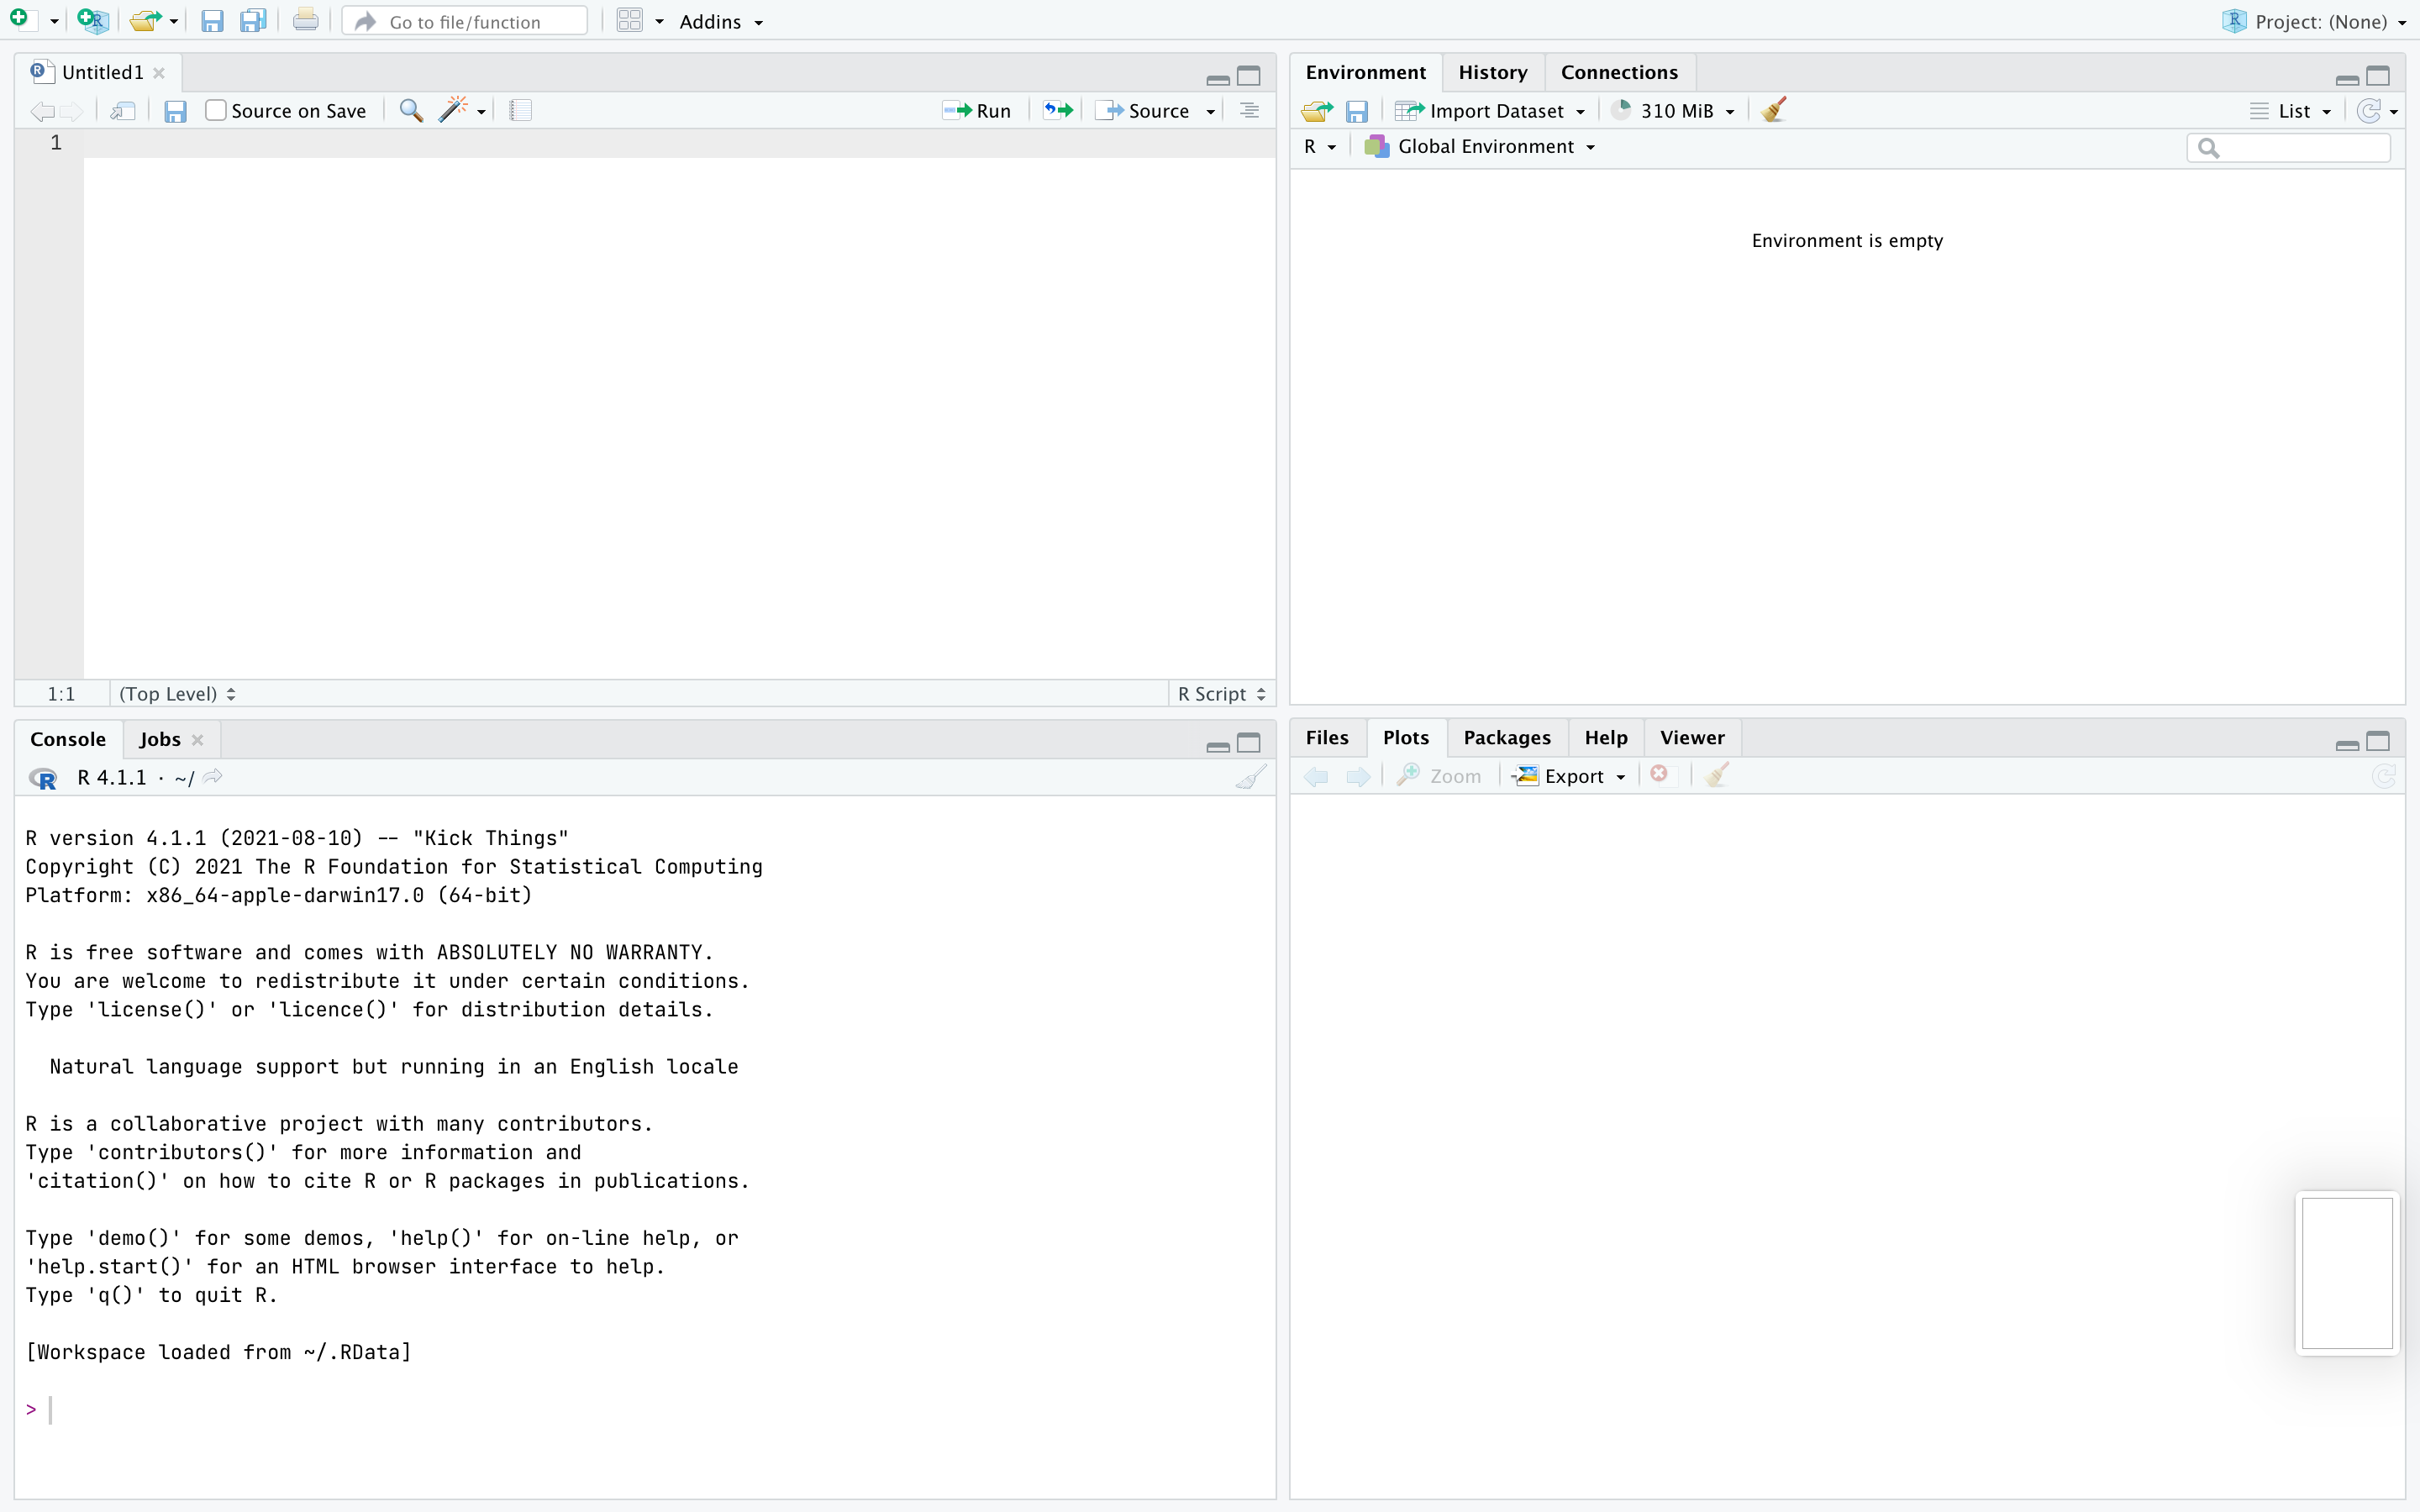 Go to file/function Addins Project: (None)
Untitled1
Source on Save Run Source
1
1:1 (Top Level) R Script
Environment History Connections
Import Dataset 310 MiB List
R Global Environment
Environment is empty
Console Jobs
R 4.1.1 · ~/
R version 4.1.1 (2021-08-10) -- "Kick Things"
Copyright (C) 2021 The R Foundation for Statistical Computing
Platform: x86_64-apple-darwin17.0 (64-bit)
R is free software and comes with ABSOLUTELY NO WARRANTY.
You are welcome to redistribute it under certain conditions.
Type 'license()' or 'licence()' for distribution details.
Natural language support but running in an English locale
R is a collaborative project with many contributors.
Type 'contributors()' for more information and
'citation()' on how to cite R or R packages in publications.
Type 'demo()' for some demos, 'help()' for on-line help, or
'help.start()' for an HTML browser interface to help.
Type 'q()' to quit R.
[Workspace loaded from ~/.RData]
>
Files Plots Packages Help Viewer
Zoom Export